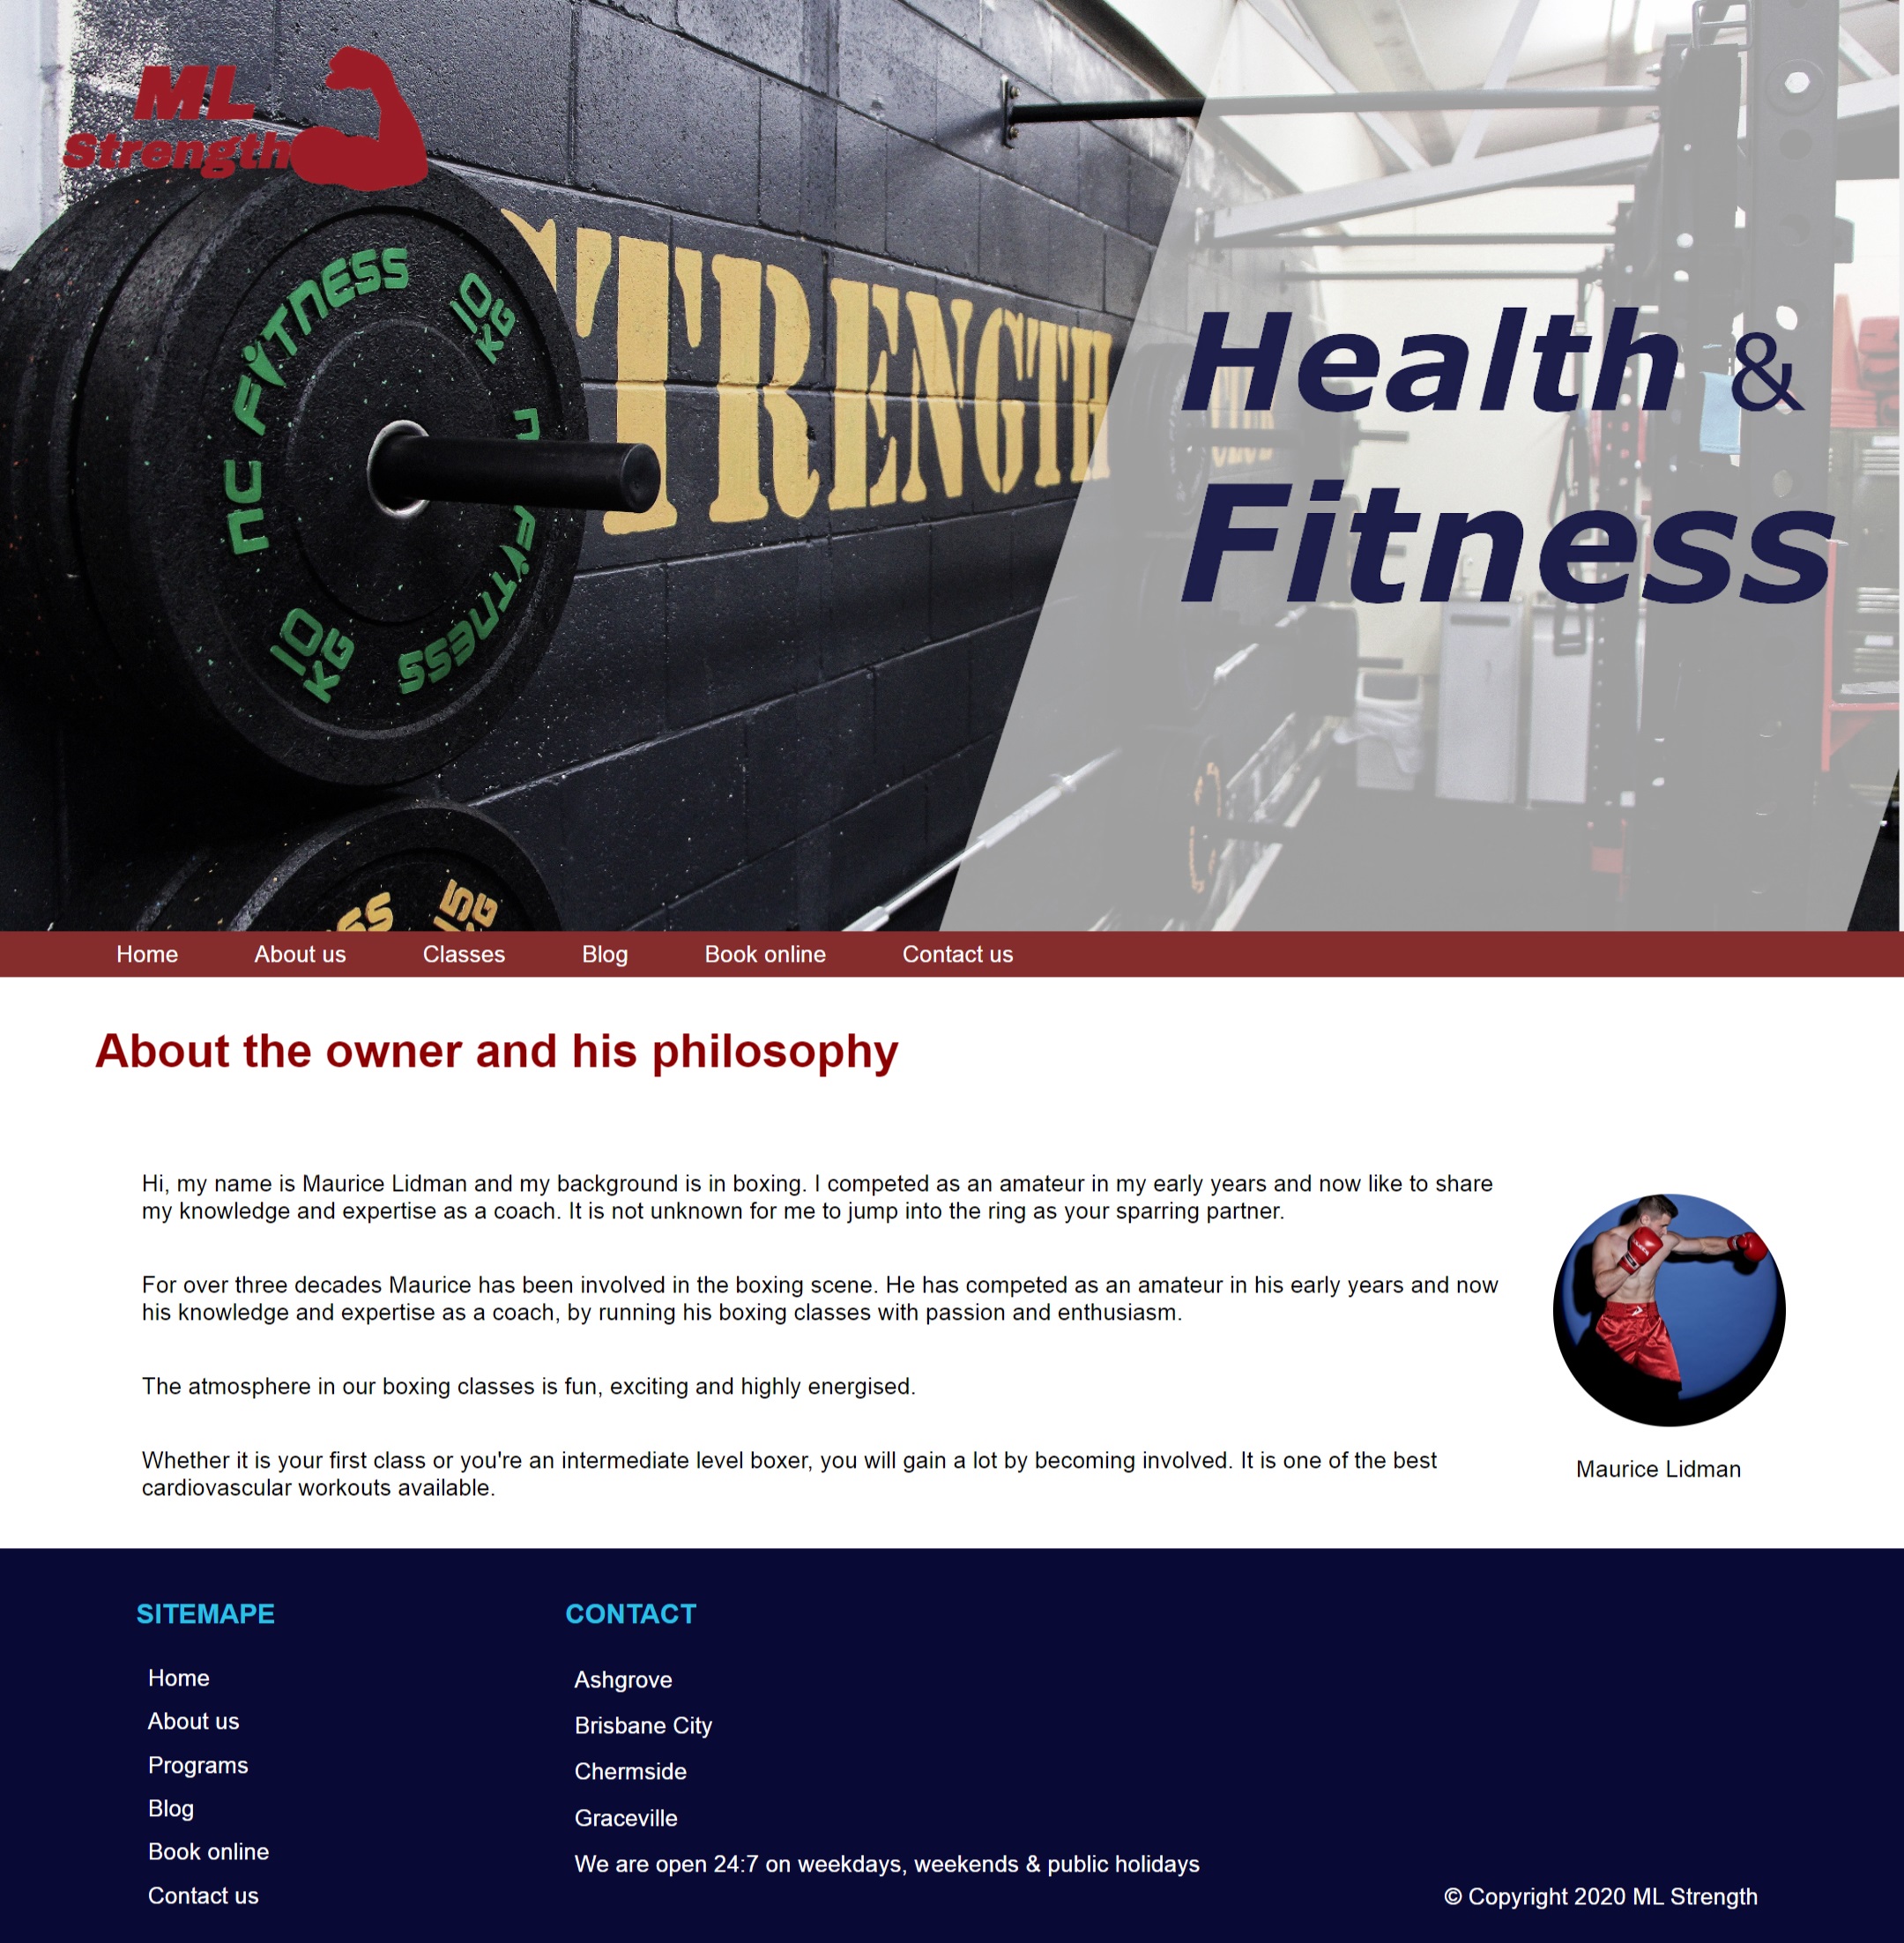 ML
Strength
NC FITNESS
10
KG
STRENGTH
Health &
Fitness
NC FITNESS
10
KG
SS
15
Home
About us
Classes
Blog
Book online
Contact us
About the owner and his philosophy
Hi, my name is Maurice Lidman and my background is in boxing. I competed as an amateur in my early years and now like to share
my knowledge and expertise as a coach. It is not unknown for me to jump into the ring as your sparring partner.
For over three decades Maurice has been involved in the boxing scene. He has competed as an amateur in his early years and now
his knowledge and expertise as a coach, by running his boxing classes with passion and enthusiasm.
The atmosphere in our boxing classes is fun, exciting and highly energised.
Whether it is your first class or you're an intermediate level boxer, you will gain a lot by becoming involved. It is one of the best
cardiovascular workouts available.
Maurice Lidman
SITEMAPE
Home
About us
Programs
Blog
Book online
Contact us
CONTACT
Ashgrove
Brisbane City
Chermside
Graceville
We are open 24:7 on weekdays, weekends & public holidays
© Copyright 2020 ML Strength